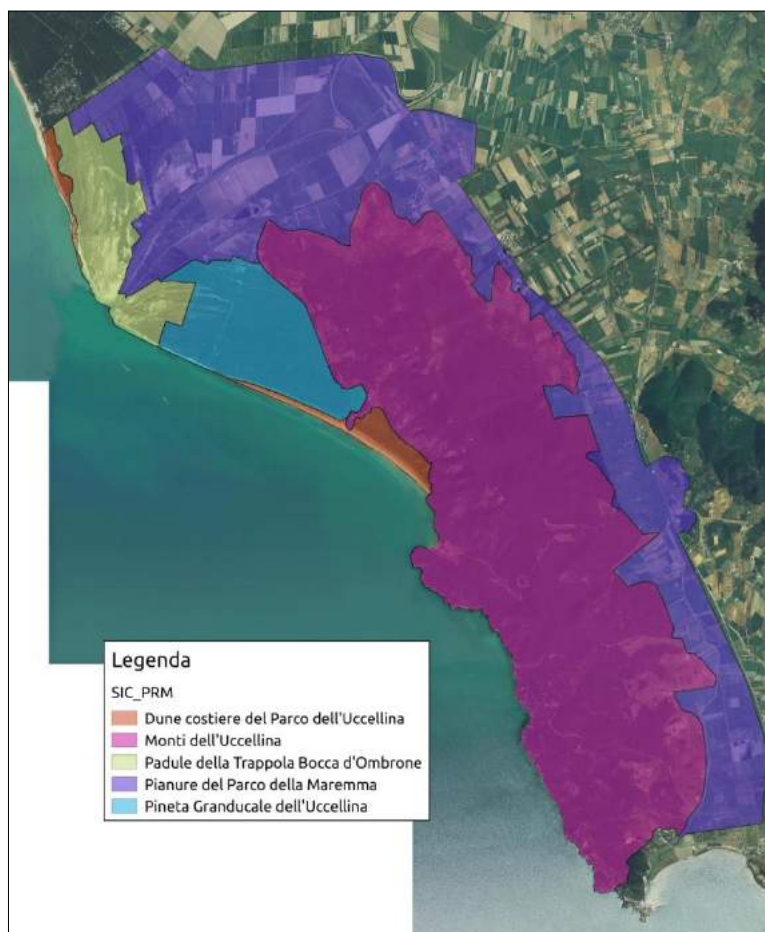 Legenda
SIC_PRM
Dune costiere del Parco dell'Uccellina
Monti dell'Uccellina
Padule della Trappola Bocca d'Ombrone
Pianure del Parco della Maremma
Pineta Granducale dell'Uccellina